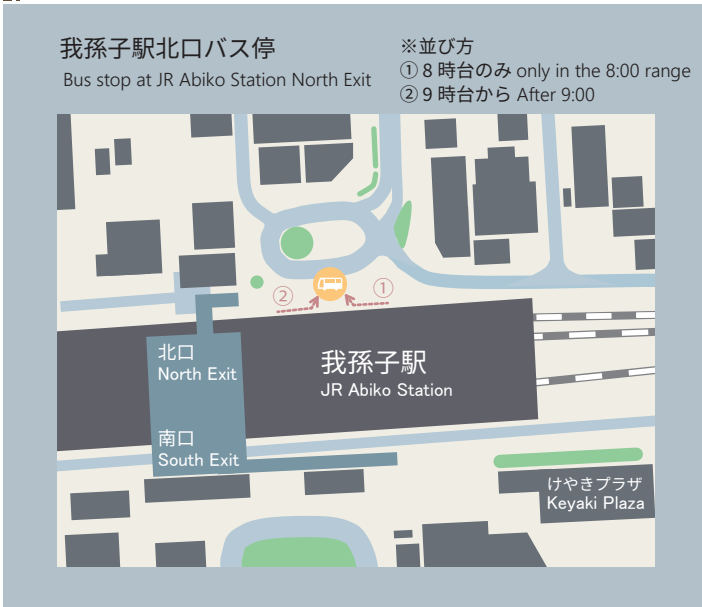 我孫子駅北口バス停
Bus stop at JR Abiko Station North Exit
※並び方
① 8 時台のみ only in the 8:00 range
② 9 時台から After 9:00
②
①
北口
North Exit
我孫子駅
JR Abiko Station
南口
South Exit
けやきプラザ
Keyaki Plaza